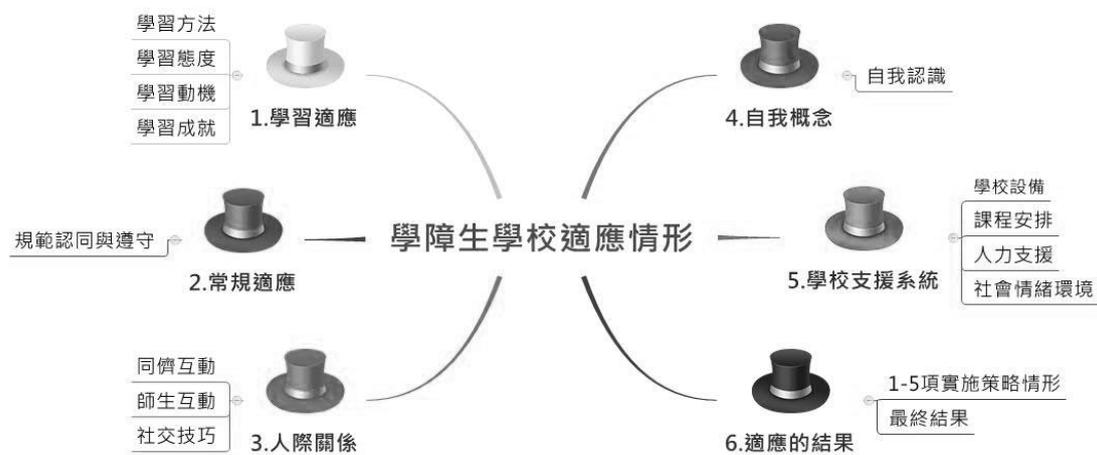 學習方法
學習態度
學習動機
學習成就
1.學習適應
規範認同與遵守
2.常規適應
同儕互動
師生互動
社交技巧
3.人際關係
學障生學校適應情形
自我認識
4.自我概念
學校設備
課程安排
人力支援
社會情緒環境
5.學校支援系統
1-5項實施策略情形
最終結果
6.適應的結果